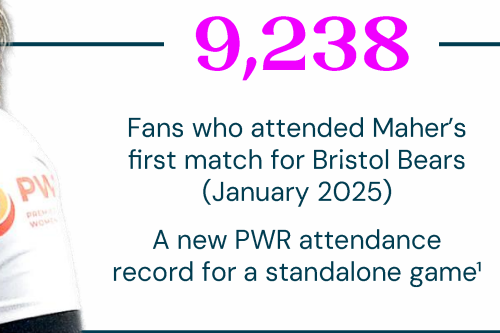 9,238
Fans who attended Maher's
first match for Bristol Bears
(January 2025)
A new PWR attendance
record for a standalone game¹
PW